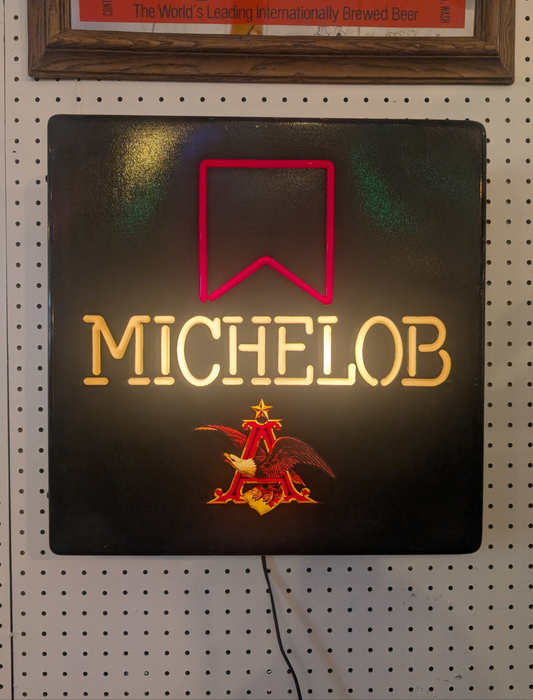 The World's Leading Internationally Brewed Beer
MICHELOB
A